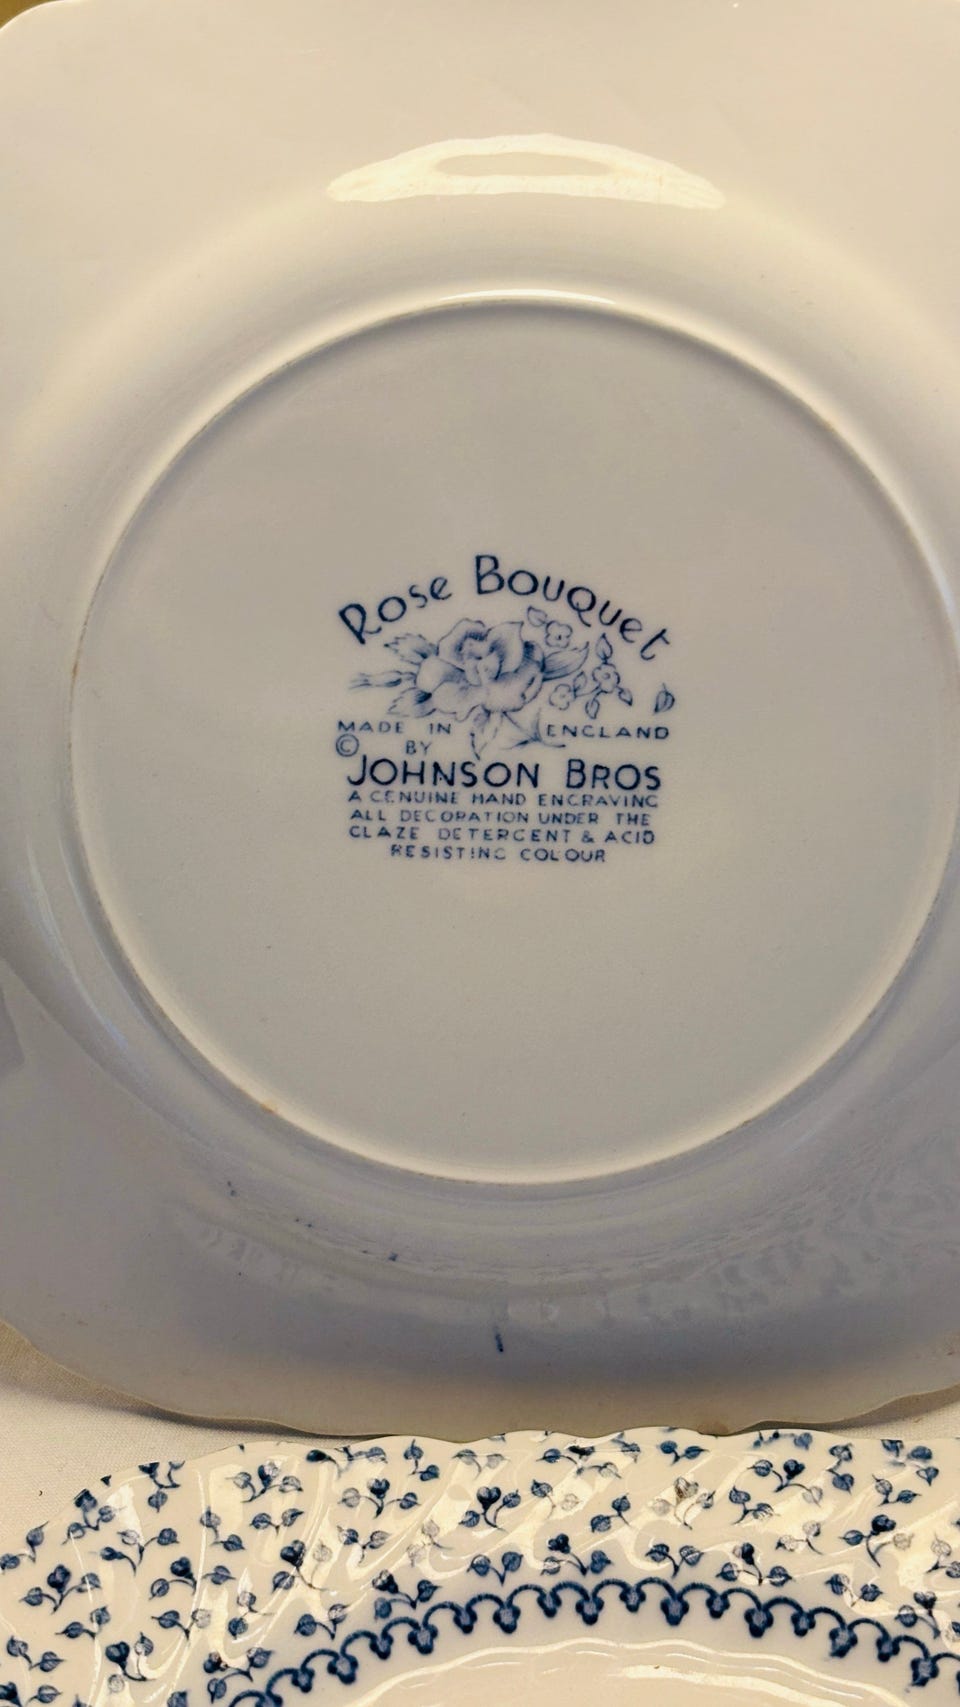 Rose Bouquet
MADE IN ENGLAND
© BY
JOHNSON BROS
A GENUINE HAND ENGRAVING
ALL DECORATION UNDER THE
GLAZE DETERGENT & ACID
RESISTING COLOUR